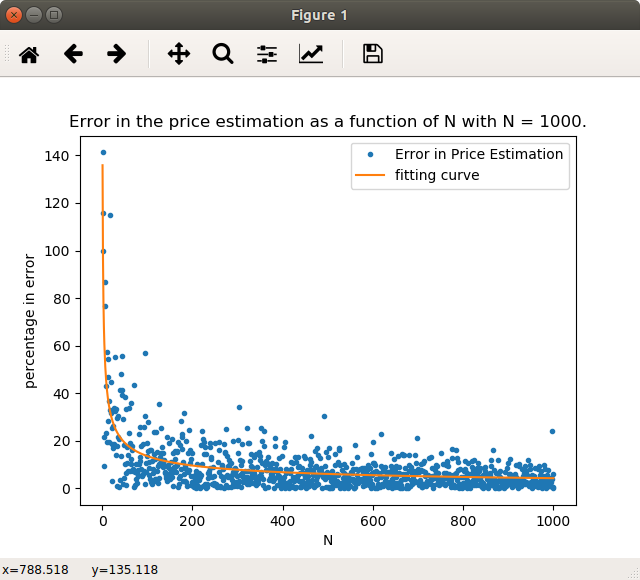 Figure 1
Error in the price estimation as a function of N with N = 1000.
Error in Price Estimation
fitting curve
percentage in error
140
120
100
80
60
40
20
0
0 200 400 600 800 1000
N
x=788.518 y=135.118